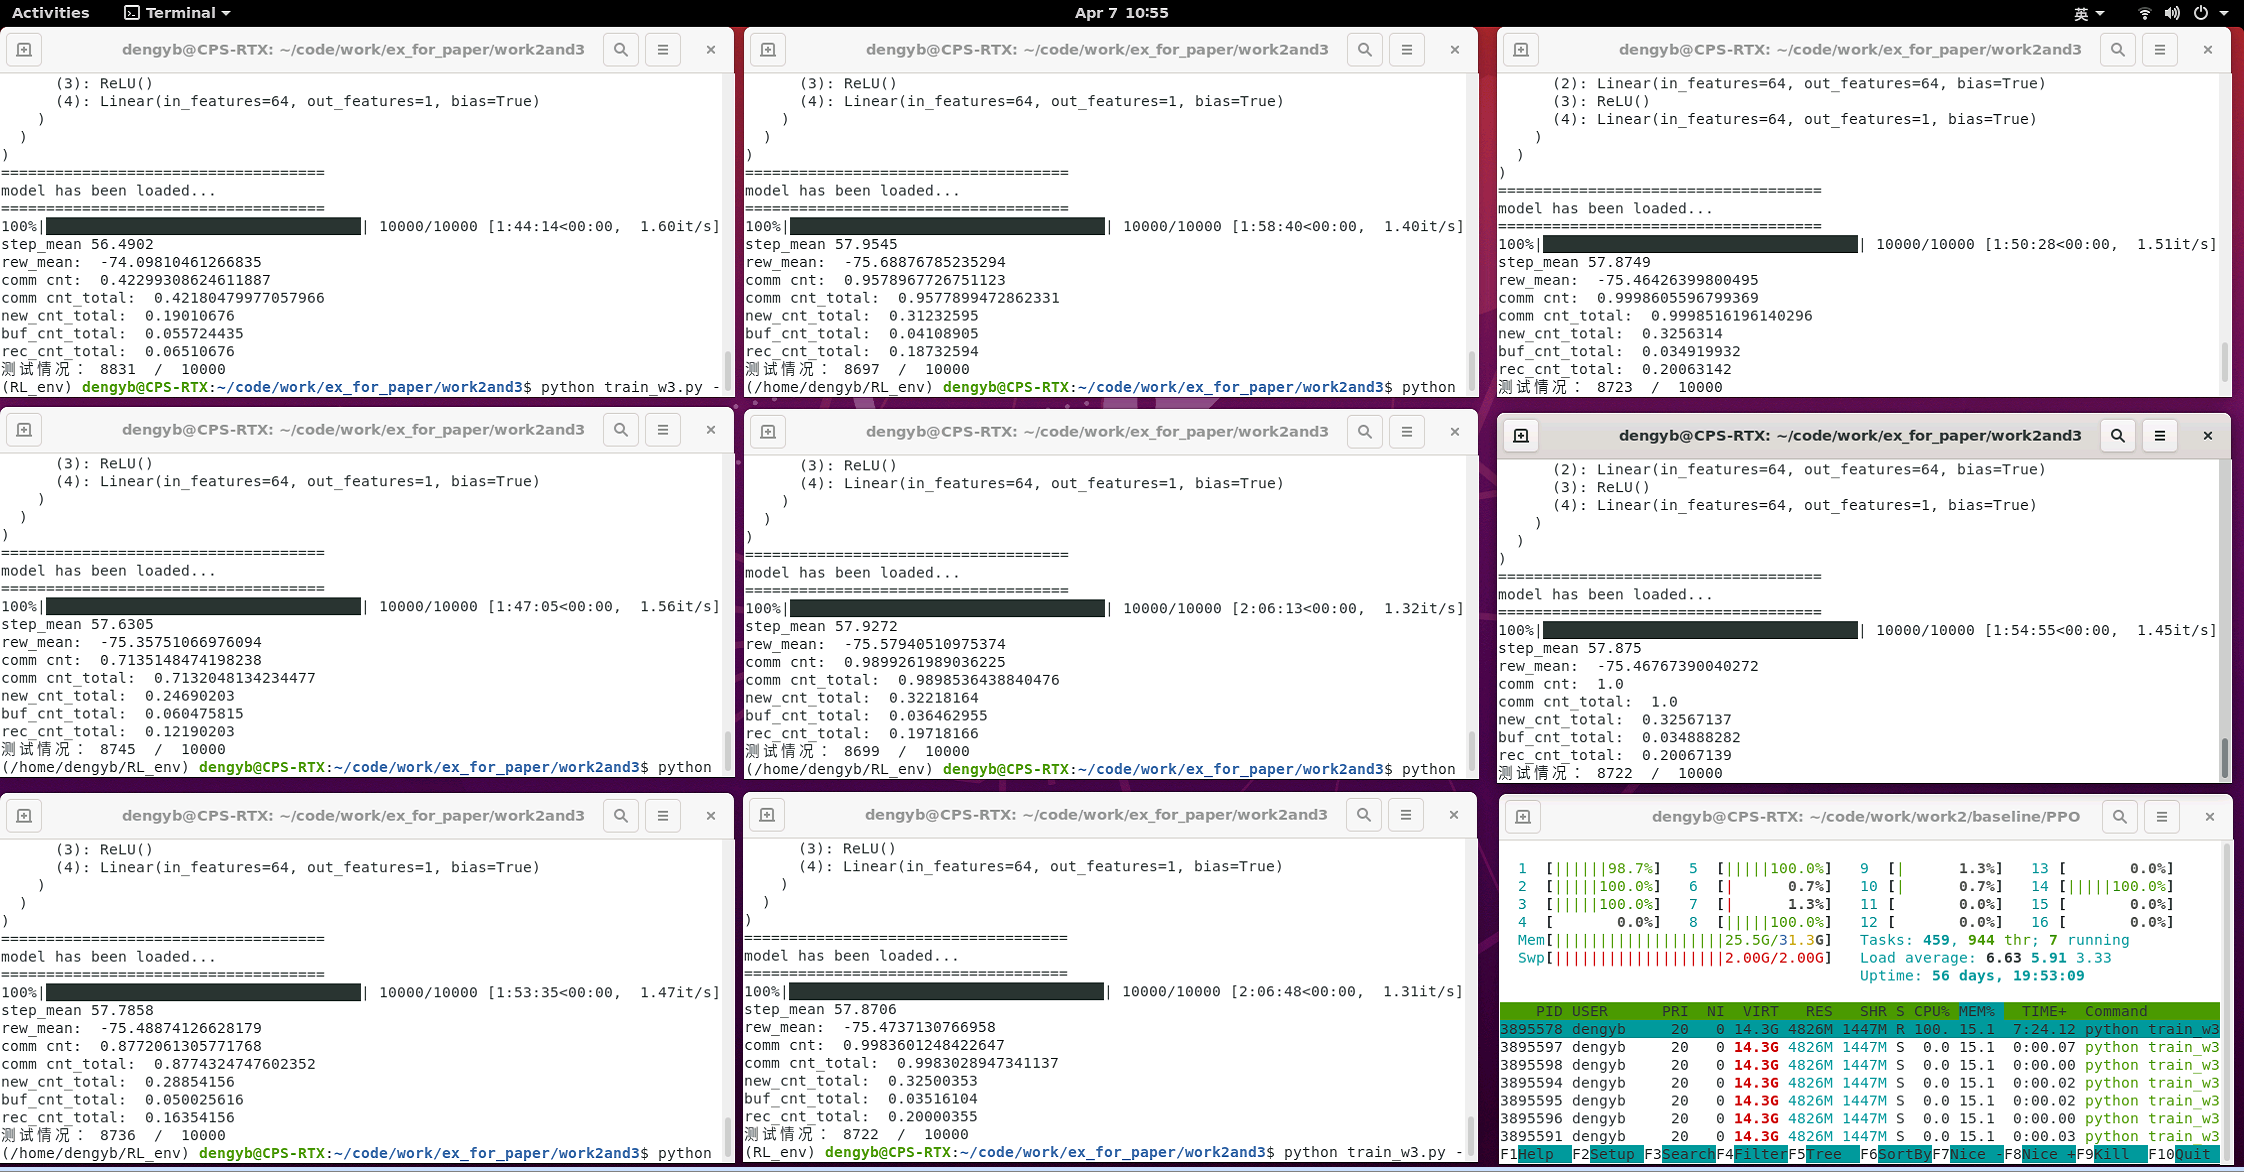 Activities
Terminal
Apr 7 10:55
英
dengyb@CPS-RTX: ~/code/work/ex_for_paper/work2and3
(3): ReLU()
(4): Linear(in_features=64, out_features=1, bias=True)
)
)
)
====================================
model has been loaded...
====================================
100%| | 10000/10000 [1:44:14<00:00, 1.60it/s]
step_mean 56.4902
rew_mean: -74.09810461266835
comm cnt: 0.42299308624611887
comm cnt_total: 0.42180479977057966
new_cnt_total: 0.19010676
buf_cnt_total: 0.055724435
rec_cnt_total: 0.06510676
测试情况： 8831 / 10000
(RL_env) dengyb@CPS-RTX:~/code/work/ex_for_paper/work2and3$ python train_w3.py -
dengyb@CPS-RTX: ~/code/work/ex_for_paper/work2and3
(3): ReLU()
(4): Linear(in_features=64, out_features=1, bias=True)
)
)
)
====================================
model has been loaded...
====================================
100%| | 10000/10000 [1:58:40<00:00, 1.40it/s]
step_mean 57.9545
rew_mean: -75.68876785235294
comm cnt: 0.9578967726751123
comm cnt_total: 0.9577899472862331
new_cnt_total: 0.31232595
buf_cnt_total: 0.04108905
rec_cnt_total: 0.18732594
测试情况： 8697 / 10000
(/home/dengyb/RL_env) dengyb@CPS-RTX:~/code/work/ex_for_paper/work2and3$ python
dengyb@CPS-RTX: ~/code/work/ex_for_paper/work2and3
(2): Linear(in_features=64, out_features=64, bias=True)
(3): ReLU()
(4): Linear(in_features=64, out_features=1, bias=True)
)
)
)
====================================
model has been loaded...
====================================
100%| | 10000/10000 [1:50:28<00:00, 1.51it/s]
step_mean 57.8749
rew_mean: -75.46426399800495
comm cnt: 0.9998605596799369
comm cnt_total: 0.9998516196140296
new_cnt_total: 0.3256314
buf_cnt_total: 0.034919932
rec_cnt_total: 0.20063142
测试情况： 8723 / 10000
dengyb@CPS-RTX: ~/code/work/ex_for_paper/work2and3
(3): ReLU()
(4): Linear(in_features=64, out_features=1, bias=True)
)
)
)
====================================
model has been loaded...
====================================
100%| | 10000/10000 [1:47:05<00:00, 1.56it/s]
step_mean 57.6305
rew_mean: -75.35751066976094
comm cnt: 0.7135148474198238
comm cnt_total: 0.7132048134234477
new_cnt_total: 0.24690203
buf_cnt_total: 0.060475815
rec_cnt_total: 0.12190203
测试情况： 8745 / 10000
(/home/dengyb/RL_env) dengyb@CPS-RTX:~/code/work/ex_for_paper/work2and3$ python
dengyb@CPS-RTX: ~/code/work/ex_for_paper/work2and3
(3): ReLU()
(4): Linear(in_features=64, out_features=1, bias=True)
)
)
)
====================================
model has been loaded...
====================================
100%| | 10000/10000 [2:06:13<00:00, 1.32it/s]
step_mean 57.9272
rew_mean: -75.57940510975374
comm cnt: 0.9899261989036225
comm cnt_total: 0.9898536438840476
new_cnt_total: 0.32218164
buf_cnt_total: 0.036462955
rec_cnt_total: 0.19718166
测试情况： 8699 / 10000
(/home/dengyb/RL_env) dengyb@CPS-RTX:~/code/work/ex_for_paper/work2and3$ python
dengyb@CPS-RTX: ~/code/work/ex_for_paper/work2and3
(2): Linear(in_features=64, out_features=64, bias=True)
(3): ReLU()
(4): Linear(in_features=64, out_features=1, bias=True)
)
)
)
====================================
model has been loaded...
====================================
100%| | 10000/10000 [1:54:55<00:00, 1.45it/s]
step_mean 57.875
rew_mean: -75.46767390040272
comm cnt: 1.0
comm cnt_total: 1.0
new_cnt_total: 0.32567137
buf_cnt_total: 0.034888282
rec_cnt_total: 0.20067139
测试情况： 8722 / 10000
dengyb@CPS-RTX: ~/code/work/ex_for_paper/work2and3
(3): ReLU()
(4): Linear(in_features=64, out_features=1, bias=True)
)
)
)
====================================
model has been loaded...
====================================
100%| | 10000/10000 [1:53:35<00:00, 1.47it/s]
step_mean 57.7858
rew_mean: -75.48874126628179
comm cnt: 0.8772061305771768
comm cnt_total: 0.8774324747602352
new_cnt_total: 0.28854156
buf_cnt_total: 0.050025616
rec_cnt_total: 0.16354156
测试情况： 8736 / 10000
(/home/dengyb/RL_env) dengyb@CPS-RTX:~/code/work/ex_for_paper/work2and3$ python
dengyb@CPS-RTX: ~/code/work/ex_for_paper/work2and3
(3): ReLU()
(4): Linear(in_features=64, out_features=1, bias=True)
)
)
)
====================================
model has been loaded...
====================================
100%| | 10000/10000 [2:06:48<00:00, 1.31it/s]
step_mean 57.8706
rew_mean: -75.4737130766958
comm cnt: 0.9983601248422647
comm cnt_total: 0.9983028947341137
new_cnt_total: 0.32500353
buf_cnt_total: 0.03516104
rec_cnt_total: 0.20000355
测试情况： 8722 / 10000
(RL_env) dengyb@CPS-RTX:~/code/work/ex_for_paper/work2and3$ python train_w3.py -
dengyb@CPS-RTX: ~/code/work/work2/baseline/PPO
1 [||||||98.7%] 5 [|||||100.0%] 9 [| 1.3%] 13 [ 0.0%]
2 [|||||100.0%] 6 [| 0.7%] 10 [| 0.7%] 14 [|||||100.0%]
3 [|||||100.0%] 7 [| 1.3%] 11 [ 0.0%] 15 [ 0.0%]
4 [ 0.0%] 8 [|||||100.0%] 12 [ 0.0%] 16 [ 0.0%]
Mem[|||||||||||||||||||25.5G/31.3G] Tasks: 459, 944 thr; 7 running
Swp[|||||||||||||||||||2.00G/2.00G] Load average: 6.63 5.91 3.33
Uptime: 56 days, 19:53:09
PID USER PRI NI VIRT RES SHR S CPU% MEM% TIME+ Command
3895578 dengyb 20 0 14.3G 4826M 1447M R 100. 15.1 7:24.12 python train_w3
3895597 dengyb 20 0 14.3G 4826M 1447M S 0.0 15.1 0:00.07 python train_w3
3895598 dengyb 20 0 14.3G 4826M 1447M S 0.0 15.1 0:00.00 python train_w3
3895594 dengyb 20 0 14.3G 4826M 1447M S 0.0 15.1 0:00.02 python train_w3
3895595 dengyb 20 0 14.3G 4826M 1447M S 0.0 15.1 0:00.02 python train_w3
3895596 dengyb 20 0 14.3G 4826M 1447M S 0.0 15.1 0:00.00 python train_w3
3895591 dengyb 20 0 14.3G 4826M 1447M S 0.0 15.1 0:00.03 python train_w3
F1Help F2Setup F3SearchF4FilterF5Tree F6SortByF7Nice -F8Nice +F9Kill F10Quit